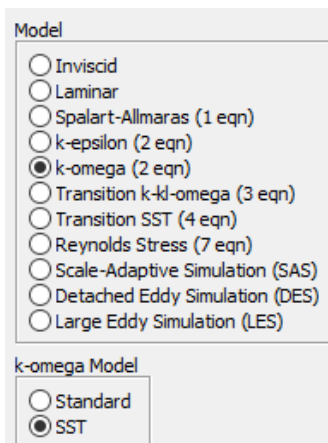 Model
Inviscid
Laminar
Spalart-Allmaras (1 eqn)
k-epsilon (2 eqn)
k-omega (2 eqn)
Transition k-kl-omega (3 eqn)
Transition SST (4 eqn)
Reynolds Stress (7 eqn)
Scale-Adaptive Simulation (SAS)
Detached Eddy Simulation (DES)
Large Eddy Simulation (LES)
k-omega Model
Standard
SST